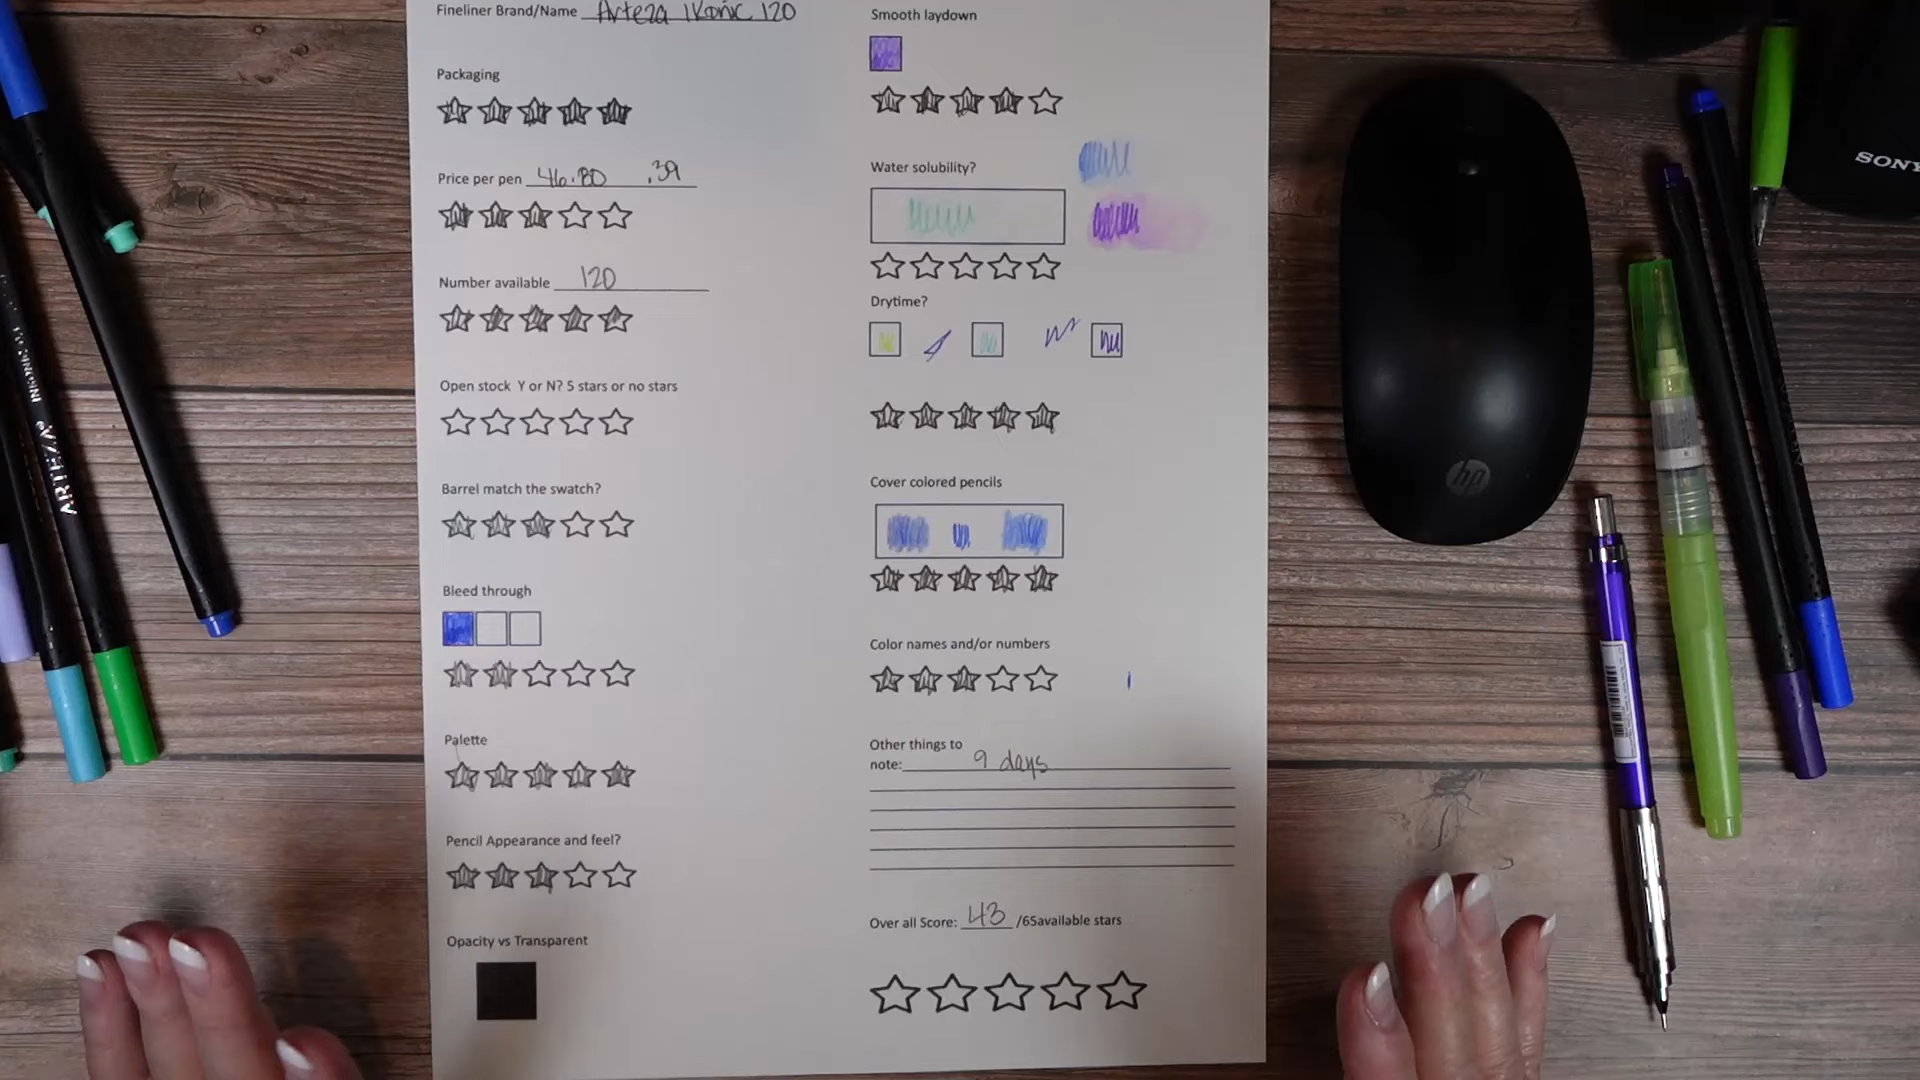 Fineliner Brand/Name Arteza IKonic 120
Packaging
Price per pen 46.80 .39
Number available 120
Open stock Y or N? 5 stars or no stars
Barrel match the swatch?
Bleed through
Palette
Pencil Appearance and feel?
Opacity vs Transparent
Smooth laydown
Water solubility?
Drytime?
Cover colored pencils
Color names and/or numbers
Other things to
note: 9 days
Over all Score: 43 /65available stars
ARTEZA
hp
SONY